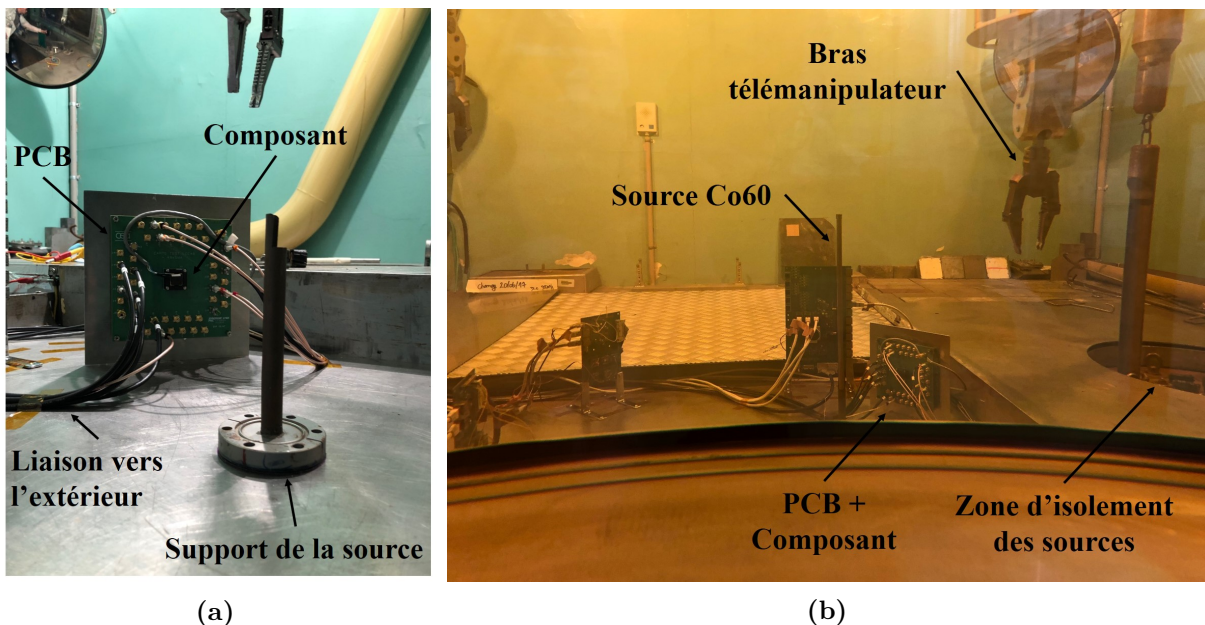 Composant
PCB
Liaison vers
l’extérieur
Support de la source
(a)
Bras
télémanipulateur
Source Co60
PCB +
Composant
Zone d’isolement
des sources
(b)